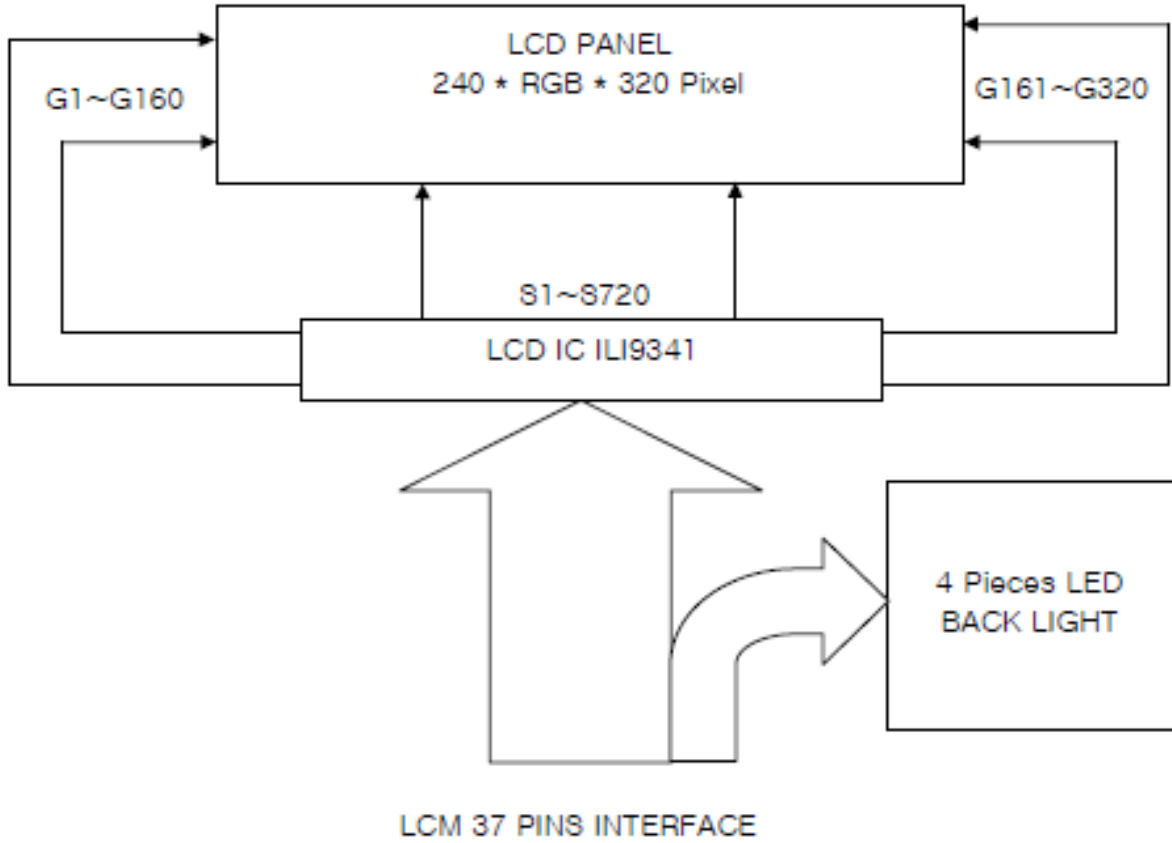 LCD PANEL
240 * RGB * 320 Pixel
G1~G160
G161~G320
S1~S720
LCD IC ILI9341
4 Pieces LED
BACK LIGHT
LCM 37 PINS INTERFACE